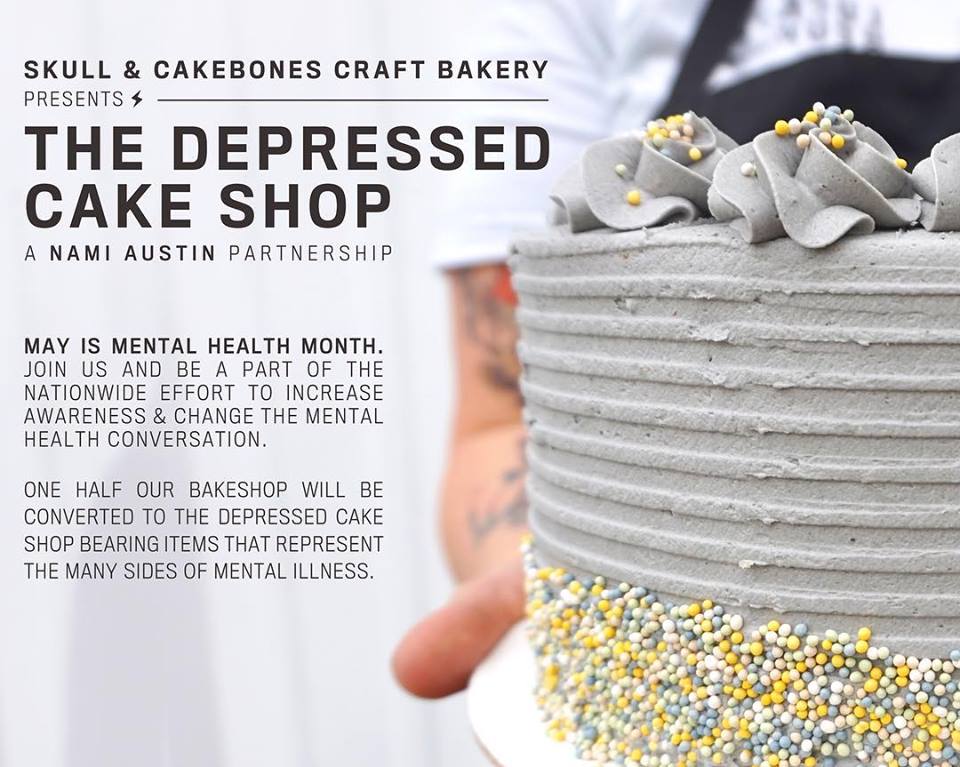 SKULL & CAKEBONES CRAFT BAKERY
PRESENTS
THE DEPRESSED
CAKE SHOP
A NAMI AUSTIN PARTNERSHIP
MAY IS MENTAL HEALTH MONTH.
JOIN US AND BE A PART OF THE
NATIONWIDE EFFORT TO INCREASE
AWARENESS & CHANGE THE MENTAL
HEALTH CONVERSATION.
ONE HALF OUR BAKESHOP WILL BE
CONVERTED TO THE DEPRESSED CAKE
SHOP BEARING ITEMS THAT REPRESENT
THE MANY SIDES OF MENTAL ILLNESS.